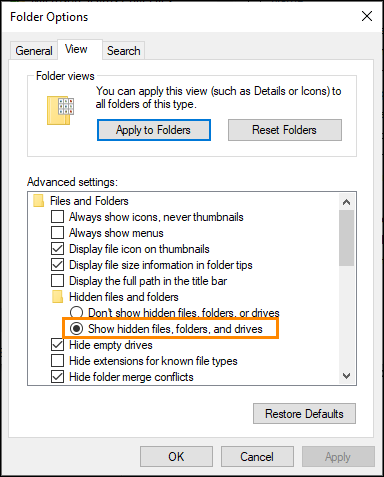 Folder Options
General View Search
Folder views
You can apply this view (such as Details or Icons) to
all folders of this type.
Apply to Folders Reset Folders
Advanced settings:
Files and Folders
Always show icons, never thumbnails
Always show menus
Display file icon on thumbnails
Display file size information in folder tips
Display the full path in the title bar
Hidden files and folders
Don't show hidden files, folders, or drives
Show hidden files, folders, and drives
Hide empty drives
Hide extensions for known file types
Hide folder merge conflicts
Restore Defaults
OK Cancel Apply